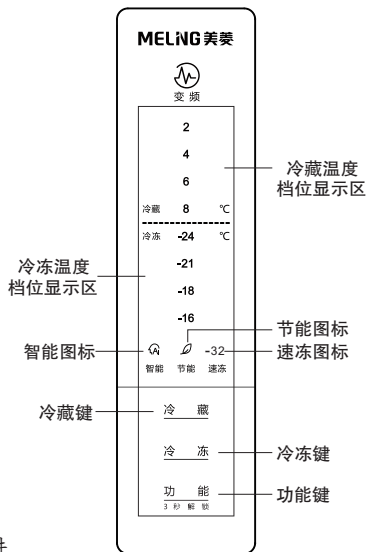 MELING美菱
变频
2
4
6
冷藏 8 ℃
冷冻 -24 ℃
-21
-18
-16
-32
智能 节能 速冻
冷 藏
冷 冻
功 能
3 秒 解 锁
冷藏温度
档位显示区
冷冻温度
档位显示区
智能图标
节能图标
速冻图标
冷藏键
冷冻键
功能键